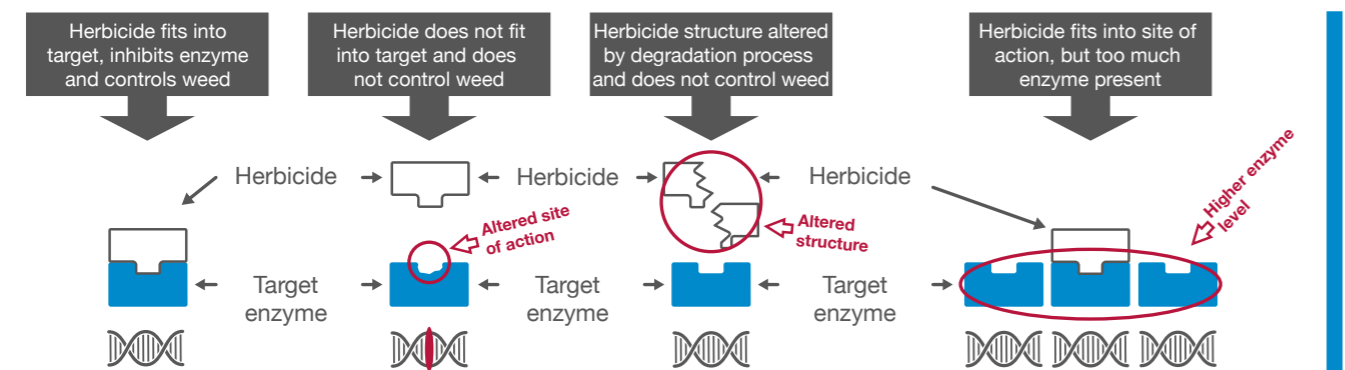 Herbicide fits into
target, inhibits enzyme
and controls weed
Herbicide does not fit
into target and does
not control weed
Herbicide structure altered
by degradation process
and does not control weed
Herbicide fits into site of
action, but too much
enzyme present
Herbicide
Herbicide
Herbicide
Altered site
of action
Altered
structure
Higher enzyme
level
Target
enzyme
Target
enzyme
Target
enzyme